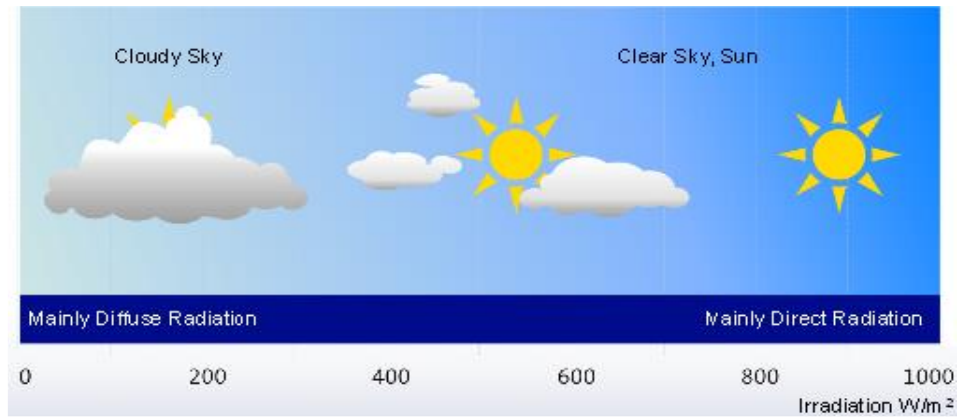 Cloudy Sky
Clear Sky, Sun
Mainly Diffuse Radiation
Mainly Direct Radiation
0 200 400 600 800 1000
Irradiation W/m²